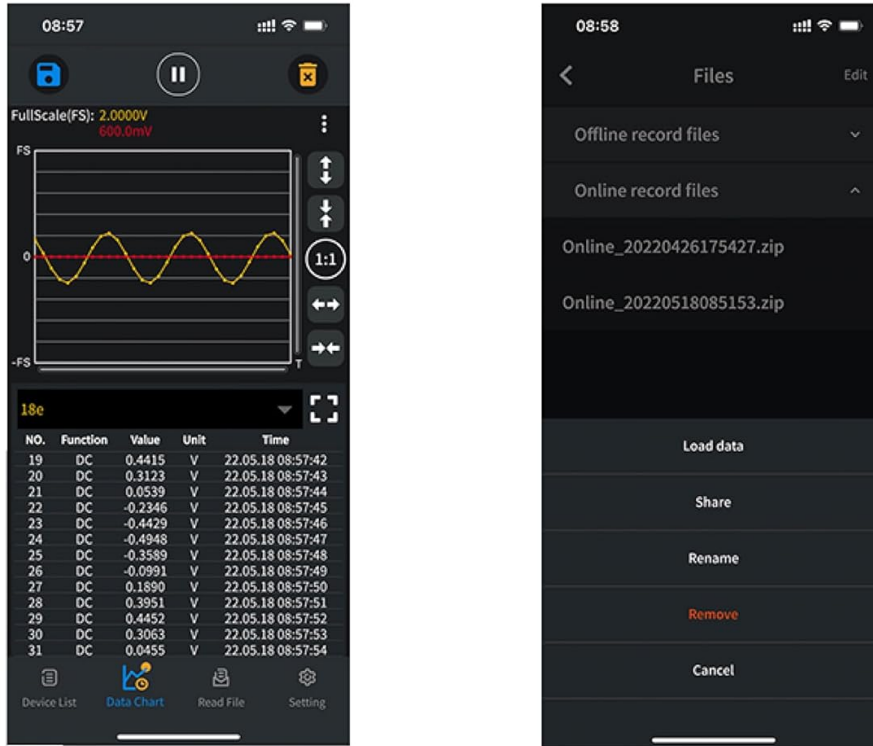 08:57
FullScale(FS): 2.0000V
600.0mV
FS
0
-FS
T
1:1
18e
NO. Function Value Unit Time
19 DC 0.4415 V 22.05.18 08:57:42
20 DC 0.3123 V 22.05.18 08:57:43
21 DC 0.0539 V 22.05.18 08:57:44
22 DC -0.2346 V 22.05.18 08:57:45
23 DC -0.4429 V 22.05.18 08:57:46
24 DC -0.4948 V 22.05.18 08:57:47
25 DC -0.3589 V 22.05.18 08:57:48
26 DC -0.0991 V 22.05.18 08:57:49
27 DC 0.1890 V 22.05.18 08:57:50
28 DC 0.3951 V 22.05.18 08:57:51
29 DC 0.4452 V 22.05.18 08:57:52
30 DC 0.3063 V 22.05.18 08:57:53
31 DC 0.0455 V 22.05.18 08:57:54
Device List Data Chart Read File Setting
08:58
Files Edit
Offline record files
Online record files
Online_20220426175427.zip
Online_20220518085153.zip
Load data
Share
Rename
Remove
Cancel